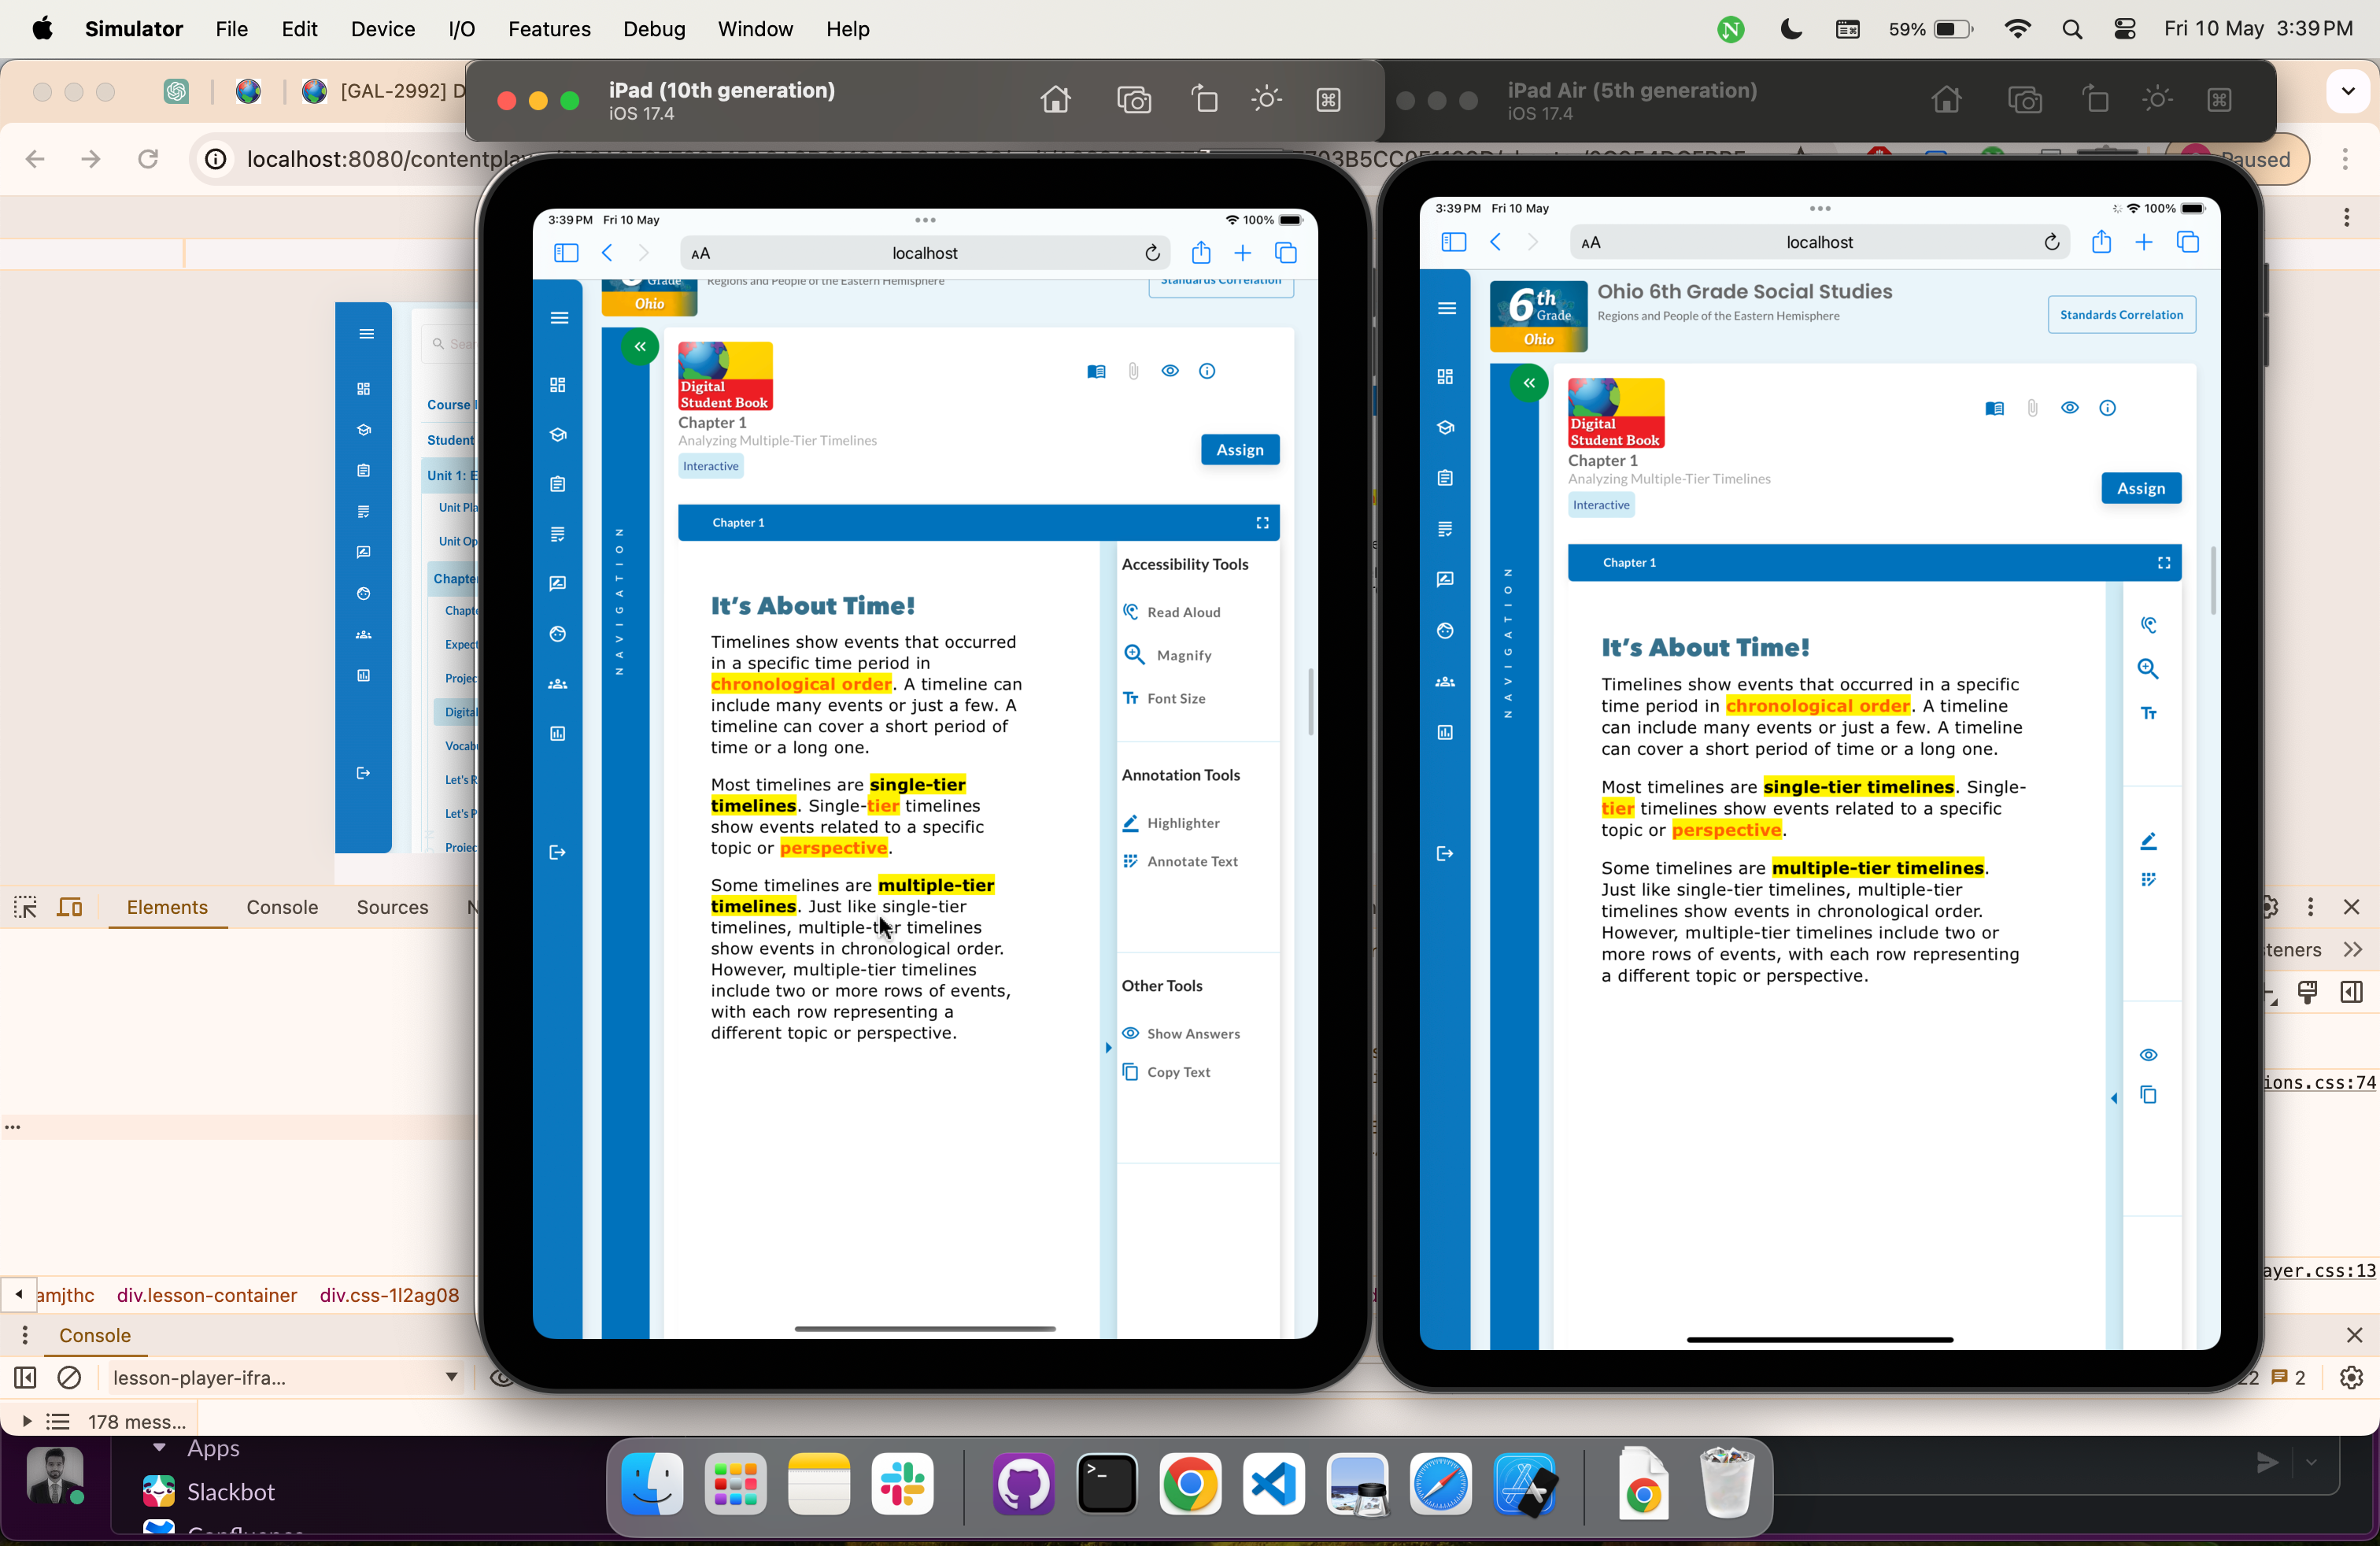 Simulator File Edit Device I/O Features Debug Window Help
59% Fri 10 May 3:39 PM
[GAL-2992] D
localhost:8080/contentplay
703B5CC0F1100D
Paused
iPad (10th generation)
iOS 17.4
iPad Air (5th generation)
iOS 17.4
Course I
Student
Unit 1: E
Unit Pla
Unit Op
Chapte
Chapte
Expect
Projec
Digital
Vocab
Let's R
Let's P
Projec
3:39 PM Fri 10 May
100%
AA localhost
Grade
Ohio
Regions and People of the Eastern Hemisphere
Standards Correlation
NAVIGATION
Digital
Student Book
Chapter 1
Analyzing Multiple-Tier Timelines
Interactive
Assign
Chapter 1
It's About Time!
Timelines show events that occurred
in a specific time period in
chronological order. A timeline can
include many events or just a few. A
timeline can cover a short period of
time or a long one.
Most timelines are single-tier
timelines. Single-tier timelines
show events related to a specific
topic or perspective.
Some timelines are multiple-tier
timelines. Just like single-tier
timelines, multiple-tier timelines
show events in chronological order.
However, multiple-tier timelines
include two or more rows of events,
with each row representing a
different topic or perspective.
Accessibility Tools
Read Aloud
Magnify
Tт Font Size
Annotation Tools
Highlighter
Annotate Text
Other Tools
Show Answers
Copy Text
3:39 PM Fri 10 May
100%
AA localhost
6th
Grade
Ohio
Ohio 6th Grade Social Studies
Regions and People of the Eastern Hemisphere
Standards Correlation
NAVIGATION
Digital
Student Book
Chapter 1
Analyzing Multiple-Tier Timelines
Interactive
Assign
Chapter 1
It's About Time!
Timelines show events that occurred in a specific
time period in chronological order. A timeline
can include many events or just a few. A timeline
can cover a short period of time or a long one.
Most timelines are single-tier timelines. Single-
tier timelines show events related to a specific
topic or perspective.
Some timelines are multiple-tier timelines.
Just like single-tier timelines, multiple-tier
timelines show events in chronological order.
However, multiple-tier timelines include two or
more rows of events, with each row representing
a different topic or perspective.
Tт
Elements Console Sources N
steners
ions.css:74
ayer.css:13
amjthc div.lesson-container div.css-1l2ag08
Console
lesson-player-ifra...
22 2
178 mess...
Apps
Slackbot
Confluence